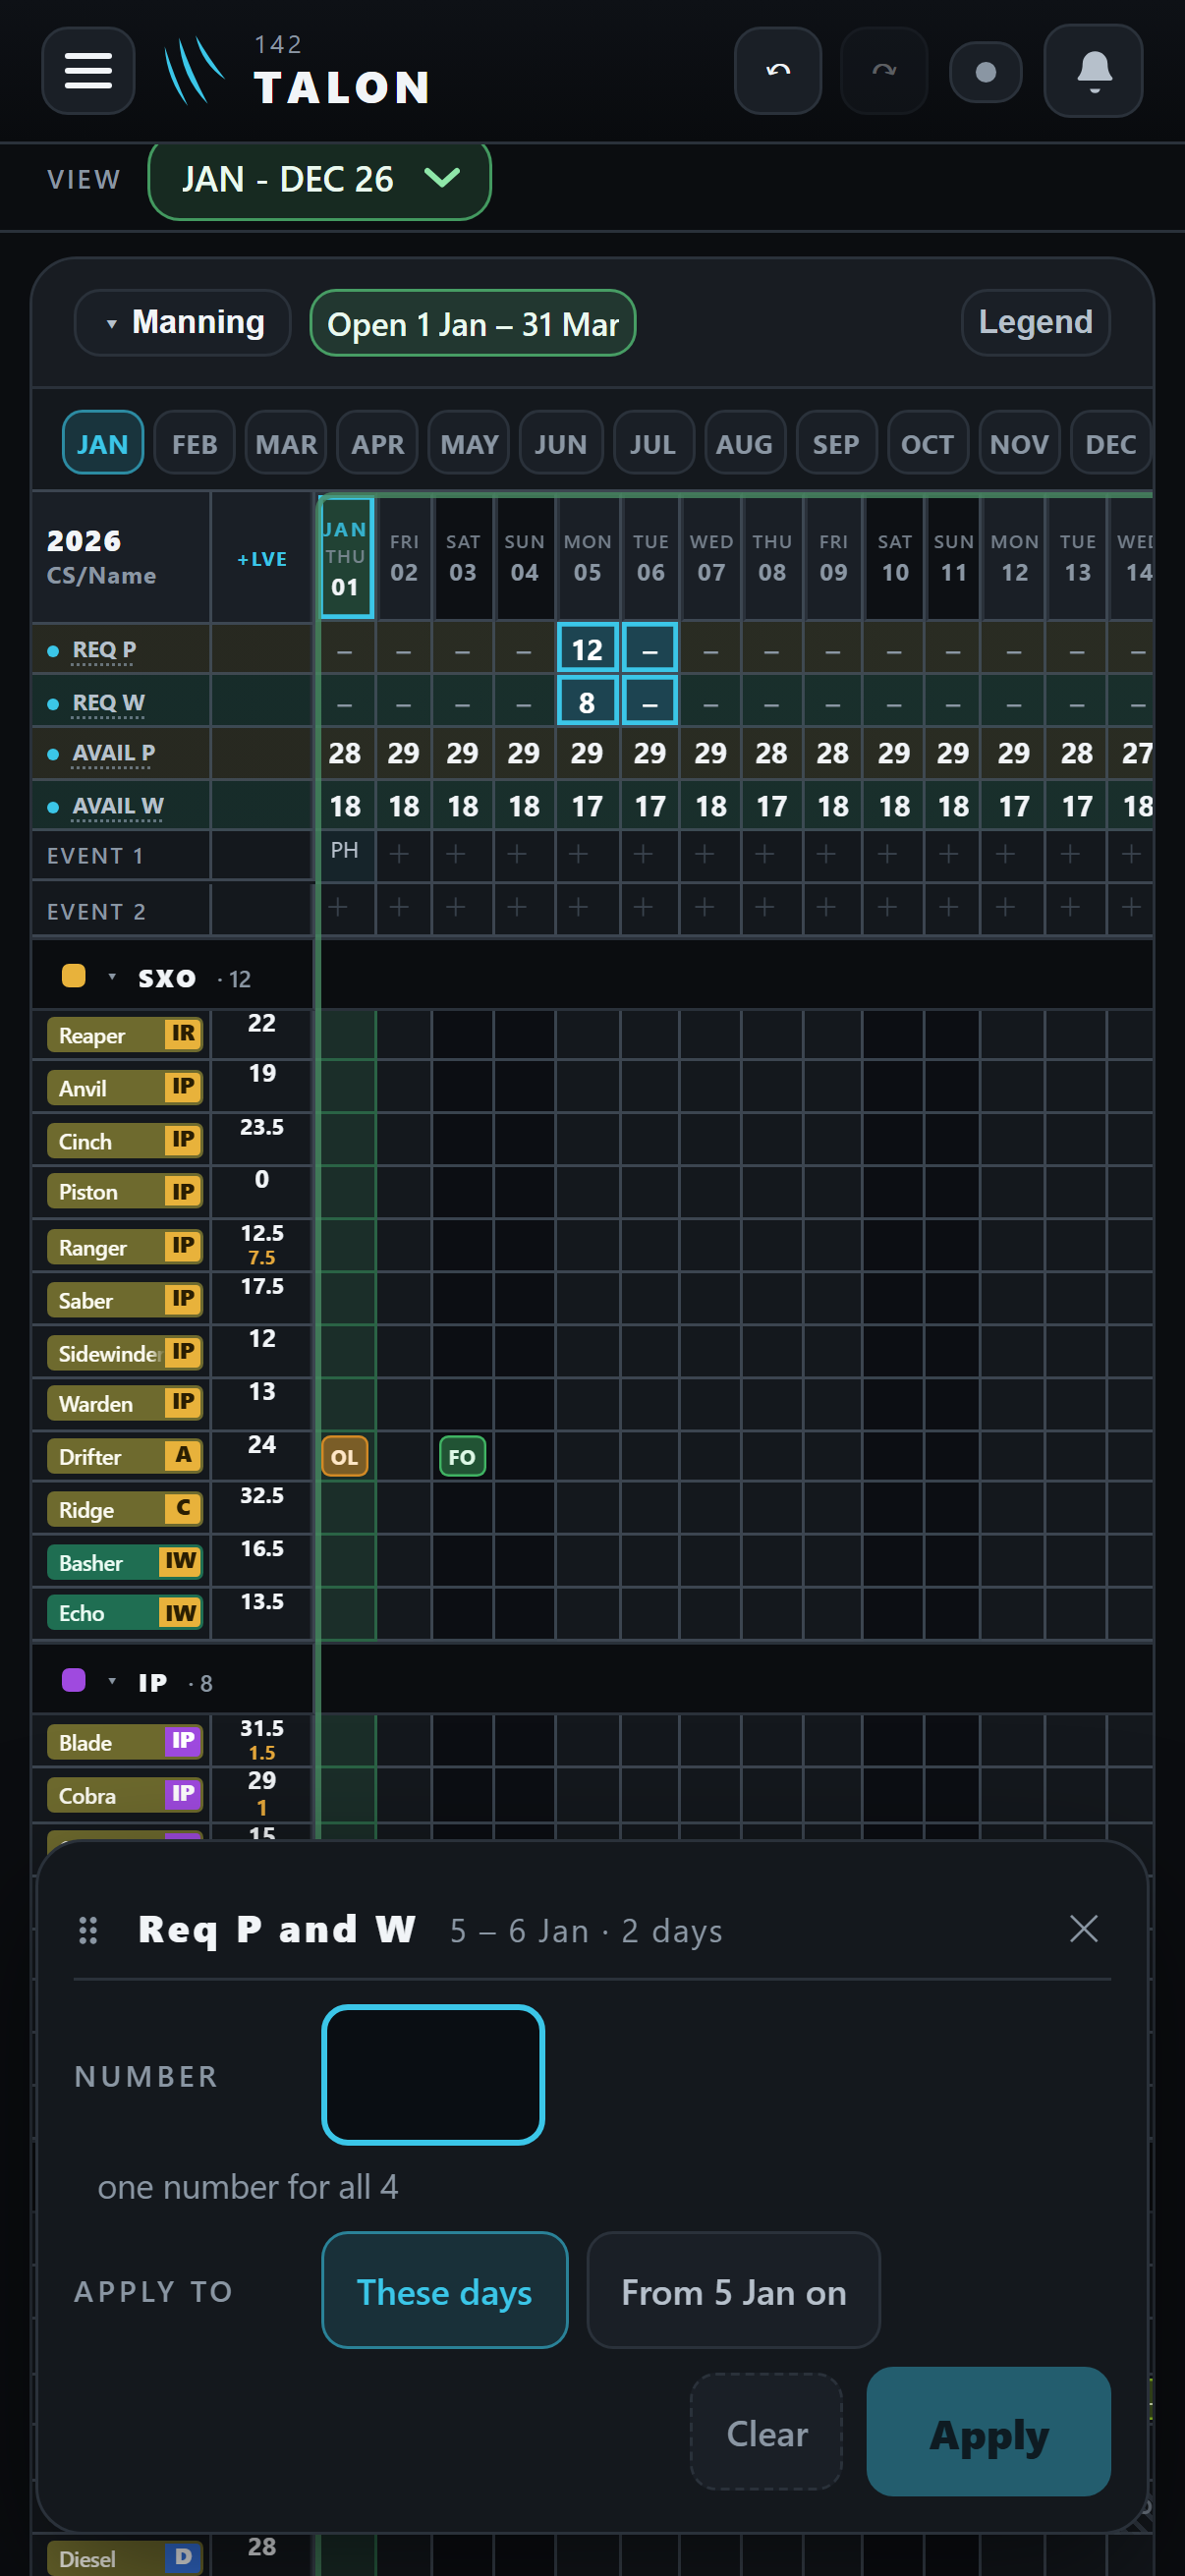 142
TALON
VIEW JAN - DEC 26
Manning Open 1 Jan – 31 Mar Legend
JAN FEB MAR APR MAY JUN JUL AUG SEP OCT NOV DEC
2026
CS/Name
+LVE
JAN
THU FRI SAT SUN MON TUE WED THU FRI SAT SUN MON TUE WED
01 02 03 04 05 06 07 08 09 10 11 12 13 14
REQ P – – – – 12 – – – – – – – – –
REQ W – – – – 8 – – – – – – – – –
AVAIL P 28 29 29 29 29 29 29 28 28 29 29 29 28 27
AVAIL W 18 18 18 18 17 17 18 17 18 18 18 17 17 18
EVENT 1 PH + + + + + + + + + + + + +
EVENT 2 + + + + + + + + + + + + + +
SXO · 12
Reaper IR 22
Anvil IP 19
Cinch IP 23.5
Piston IP 0
Ranger IP 12.5
7.5
Saber IP 17.5
Sidewinder IP 12
Warden IP 13
Drifter A 24 OL FO
Ridge C 32.5
Basher IW 16.5
Echo IW 13.5
IP · 8
Blade IP 31.5
1.5
Cobra IP 29
1
15
Req P and W 5 – 6 Jan · 2 days
NUMBER
one number for all 4
APPLY TO These days From 5 Jan on
Clear Apply
Diesel D 28